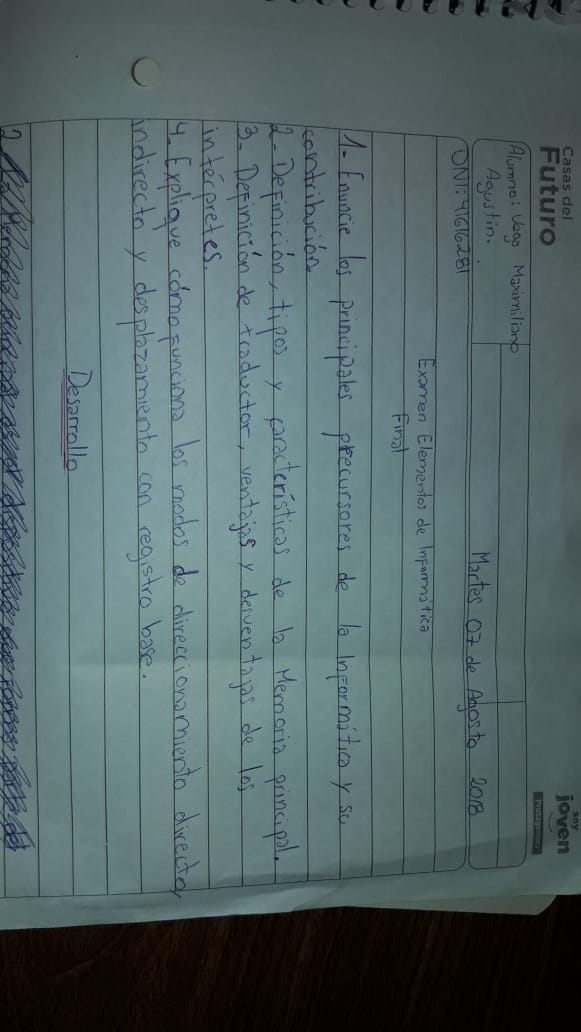 Casas del
Futuro
soy
joven
PROTAGONISTA
Alumno: Vargas Maximiliano
Agustin.
Martes 07 de Agosto 2018
DNI: 41616281
Examen Elementos de Informática
Final
1- Enuncie los principales precursores de la Informática y su
contribución.
2- Definición, tipos y características de la Memoria principal.
3- Definición de traductor, ventajas y desventajas de los
intérpretes.
4- Explique cómo funciona los modos de direccionamiento directo,
indirecto y desplazamiento con registro base.
Desarrollo
2-